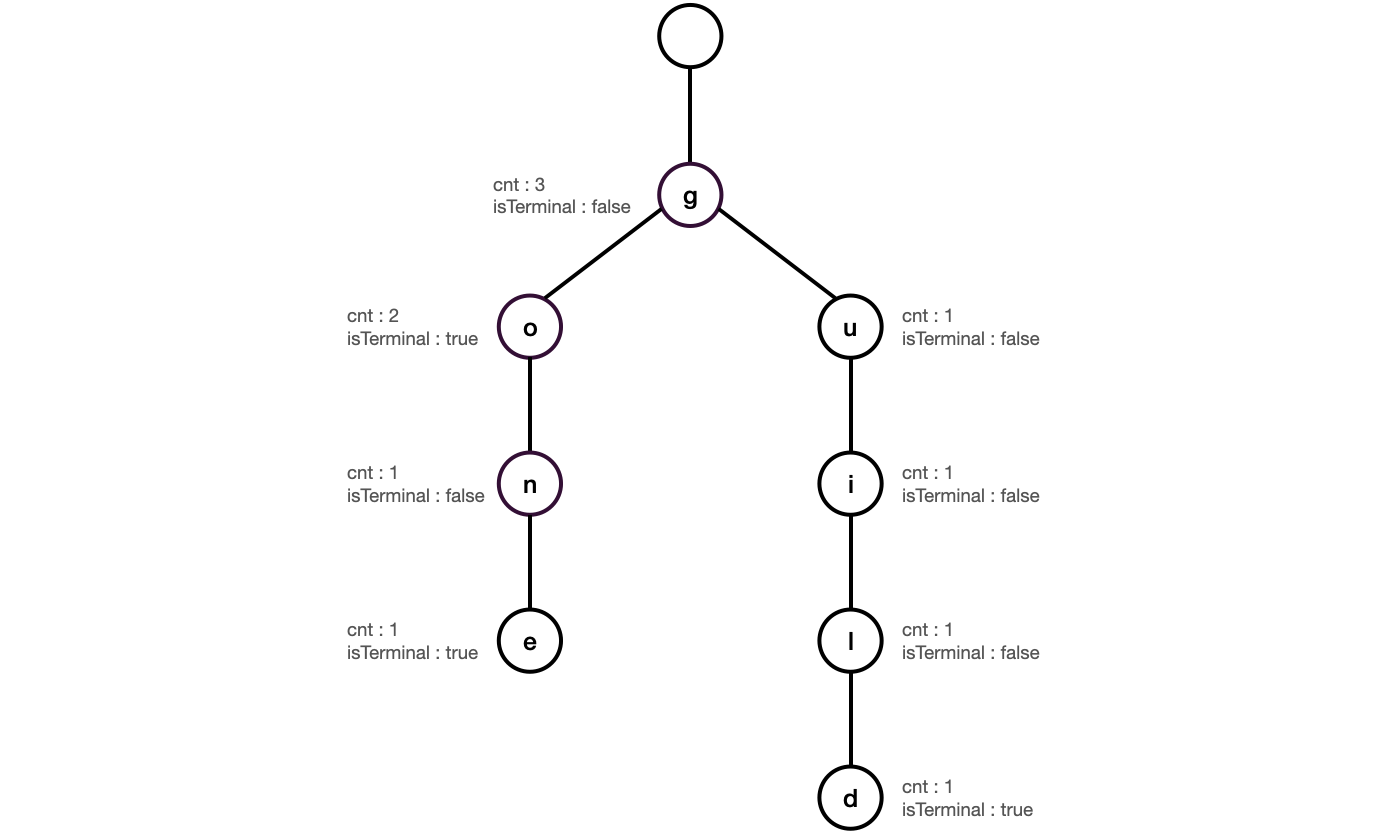 cnt : 3
isTerminal : false
g
cnt : 2
isTerminal : true
o
u
cnt : 1
isTerminal : false
cnt : 1
isTerminal : false
n
i
cnt : 1
isTerminal : false
cnt : 1
isTerminal : true
e
l
cnt : 1
isTerminal : false
d
cnt : 1
isTerminal : true